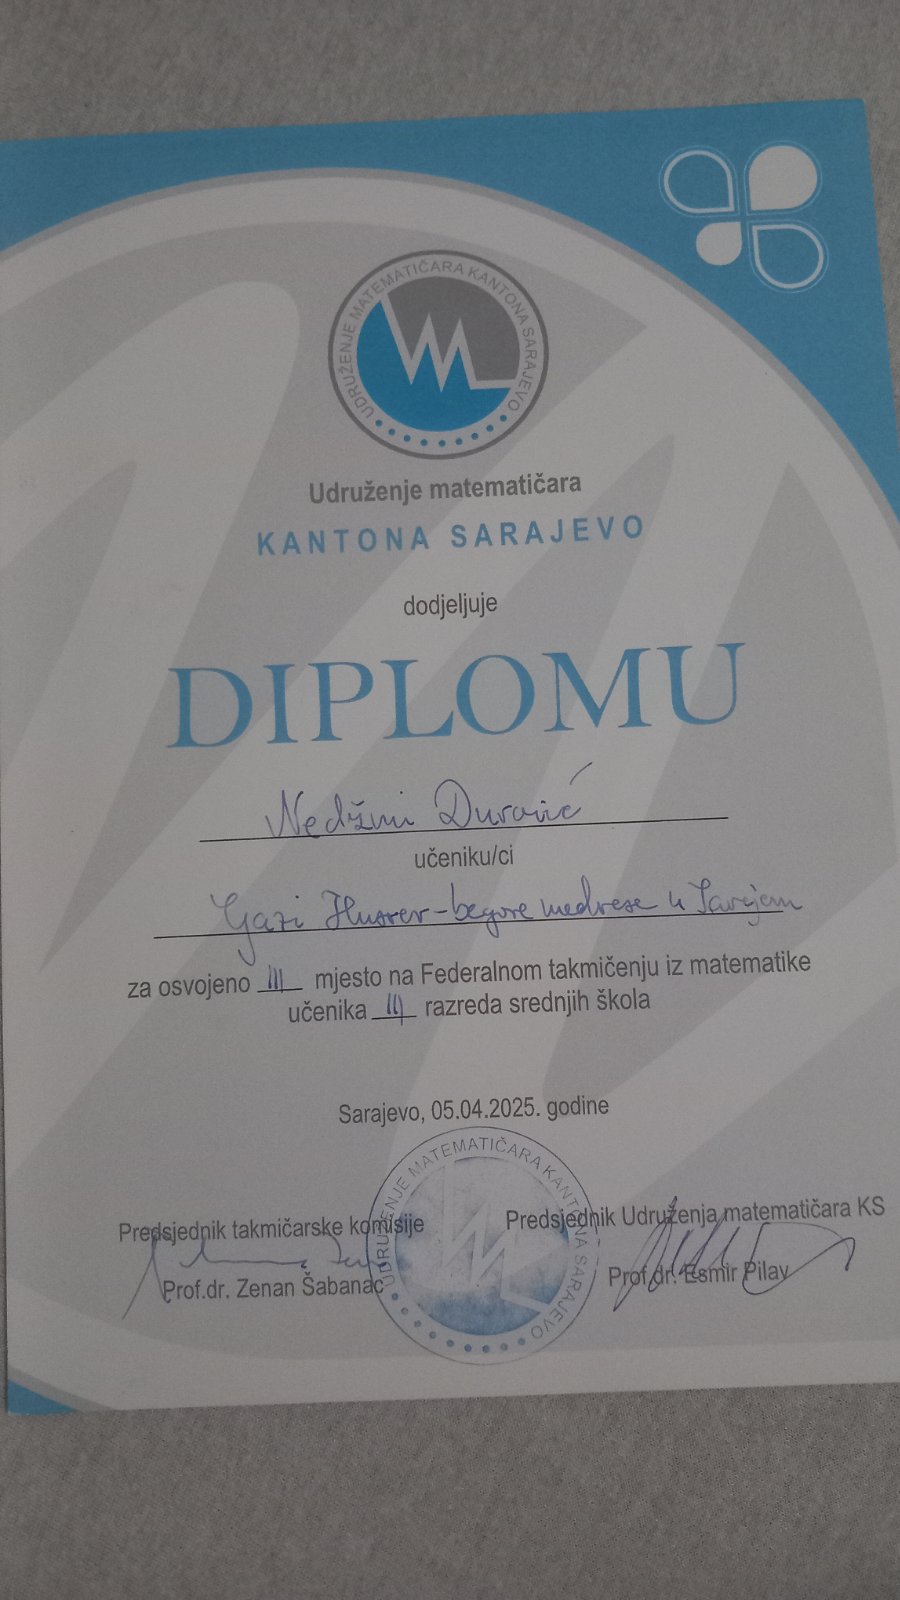 UDRUŽENJE MATEMATIČARA KANTONA SARAJEVO
Udruženje matematičara
KANTONA SARAJEVO
dodjeljuje
DIPLOMU
Nedžmi Duranić
učeniku/ci
Gazi Husrev-begove medrese u Sarajevu
za osvojeno III mjesto na Federalnom takmičenju iz matematike
učenika III razreda srednjih škola
Sarajevo, 05.04.2025. godine
UDRUŽENJE MATEMATIČARA KANTONA SARAJEVO
Predsjednik takmičarske komisije
Prof.dr. Zenan Šabanac
Predsjednik Udruženja matematičara KS
Prof.dr. Esmir Pilav